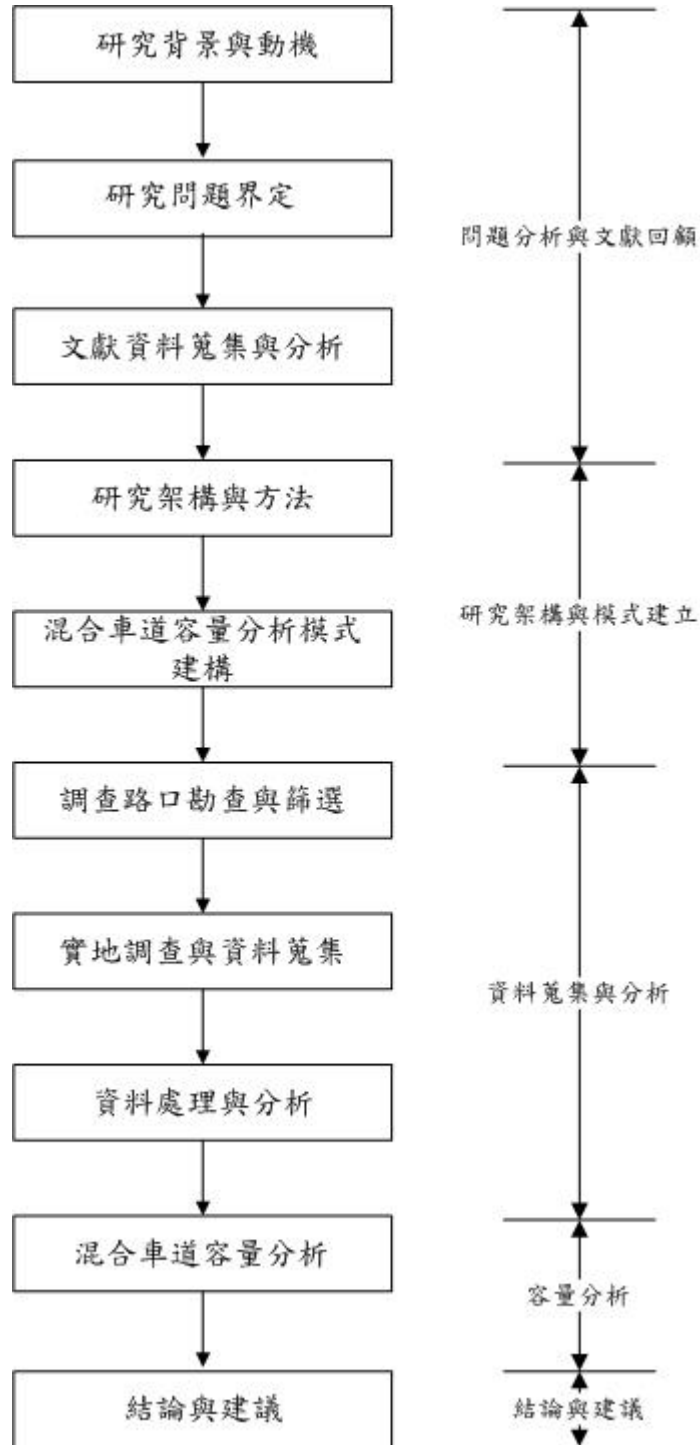 研究背景與動機
研究問題界定
問題分析與文獻回顧
文獻資料蒐集與分析
研究架構與方法
混合車道容量分析模式
建構
研究架構與模式建立
調查路口勘查與篩選
實地調查與資料蒐集
資料蒐集與分析
資料處理與分析
混合車道容量分析
容量分析
結論與建議
結論與建議